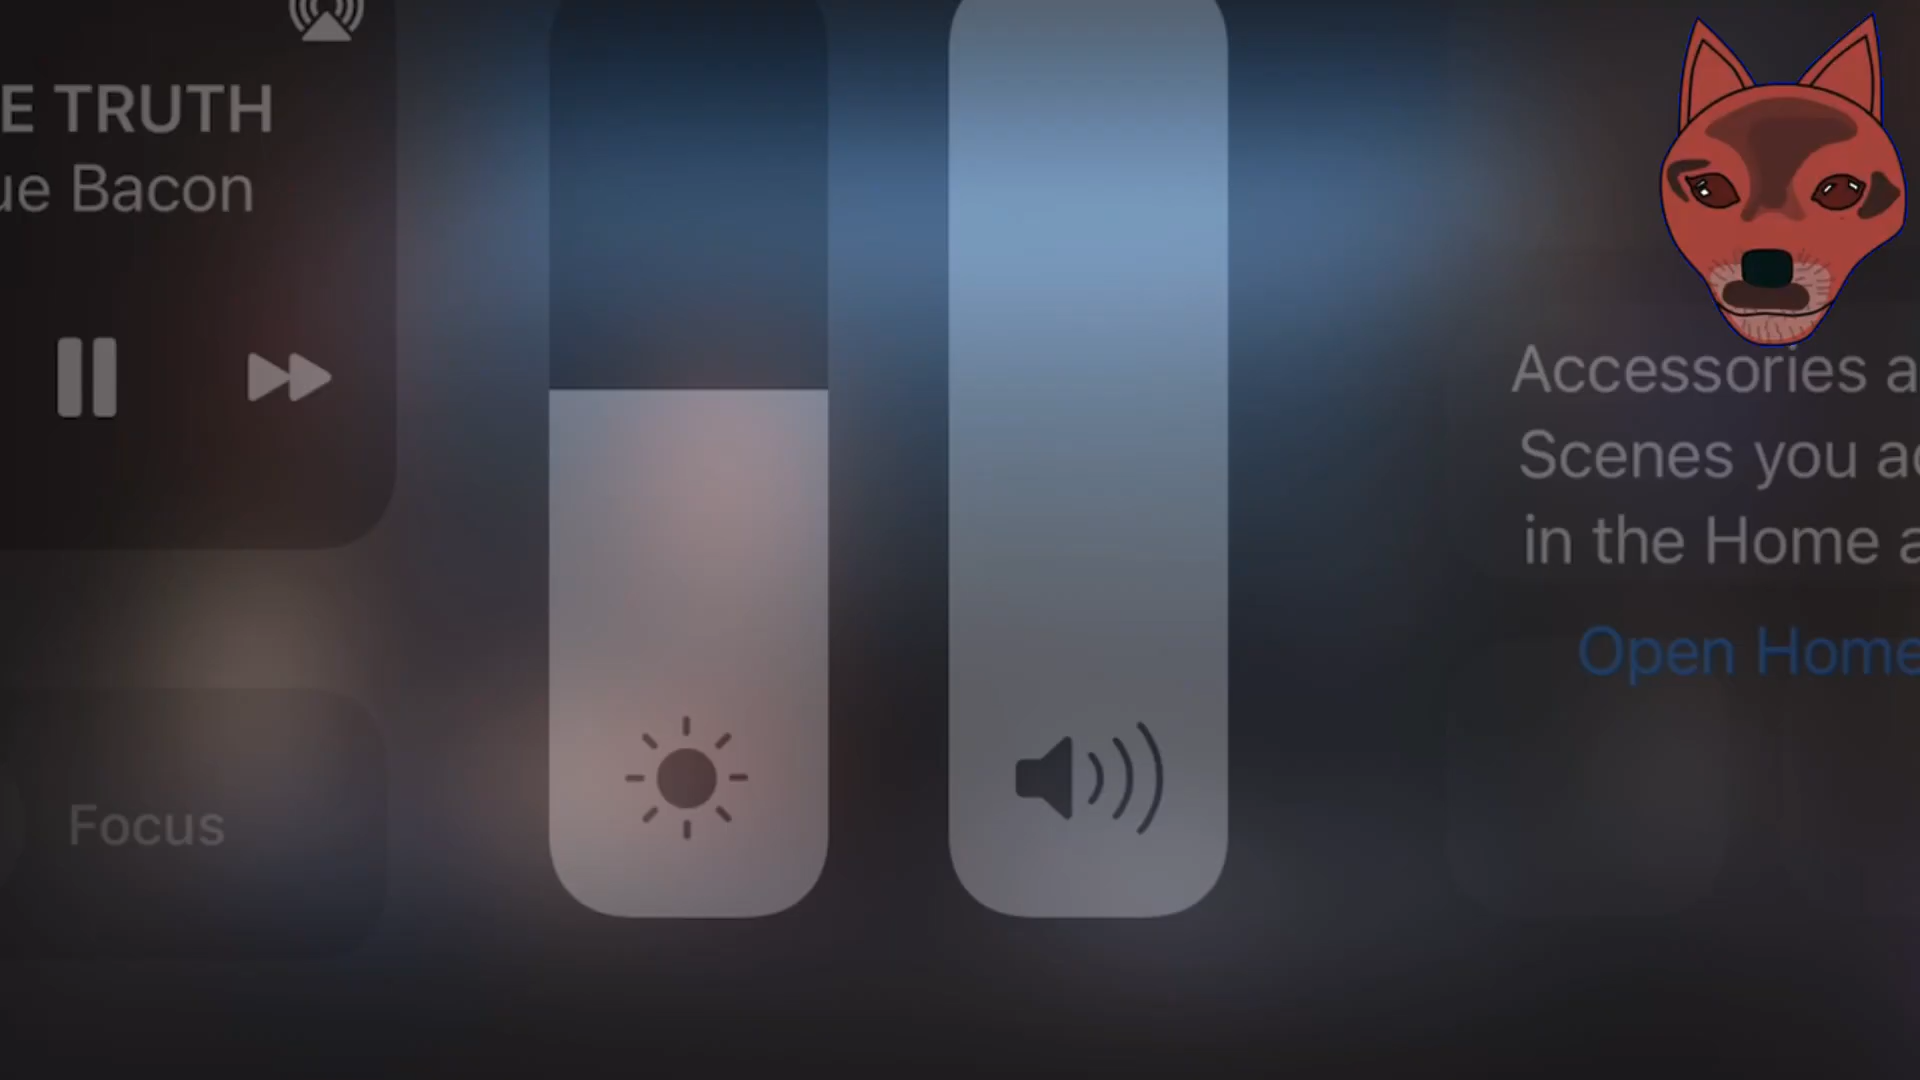 E TRUTH
ue Bacon
Accessories a
Scenes you a
in the Home a
Open Home
Focus